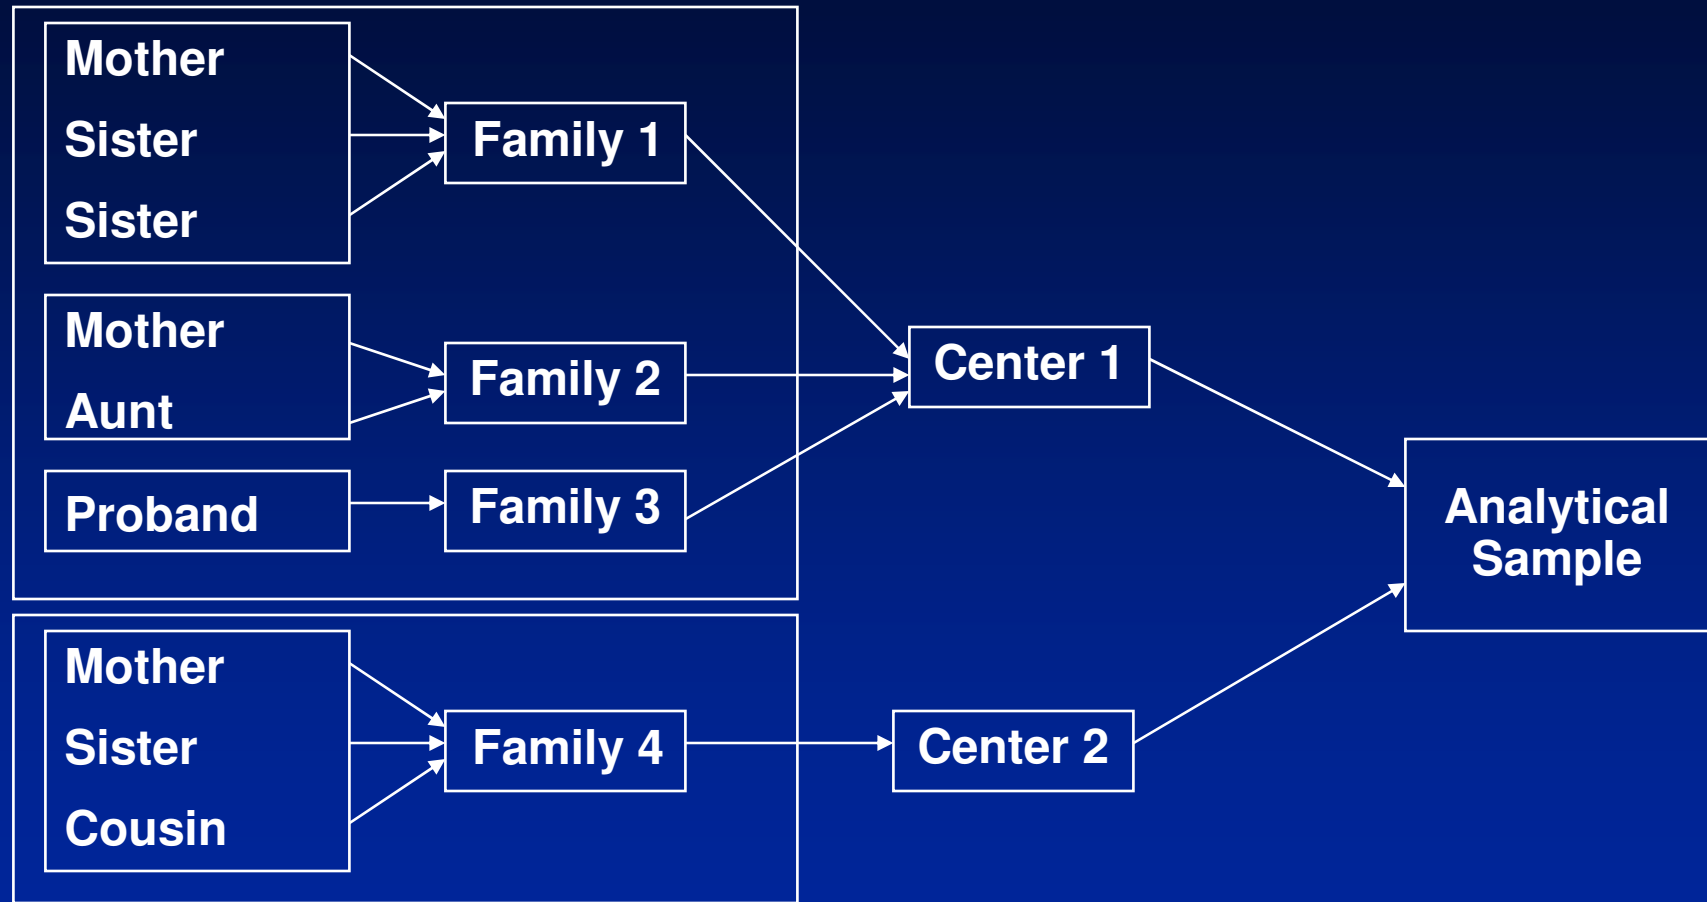 Mother
Sister
Sister
Family 1
Mother
Aunt
Family 2
Proband
Family 3
Center 1
Mother
Sister
Cousin
Family 4
Center 2
Analytical
Sample